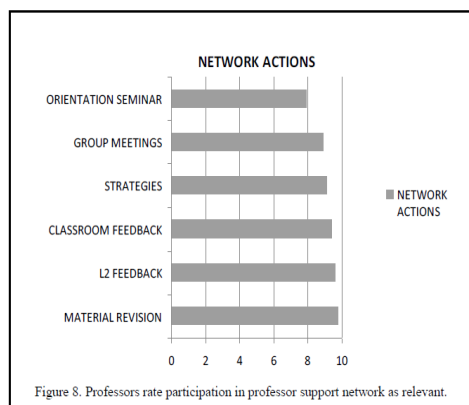 NETWORK ACTIONS
ORIENTATION SEMINAR
GROUP MEETINGS
STRATEGIES
CLASSROOM FEEDBACK
L2 FEEDBACK
MATERIAL REVISION
NETWORK
ACTIONS
0 2 4 6 8 10
Figure 8. Professors rate participation in professor support network as relevant.